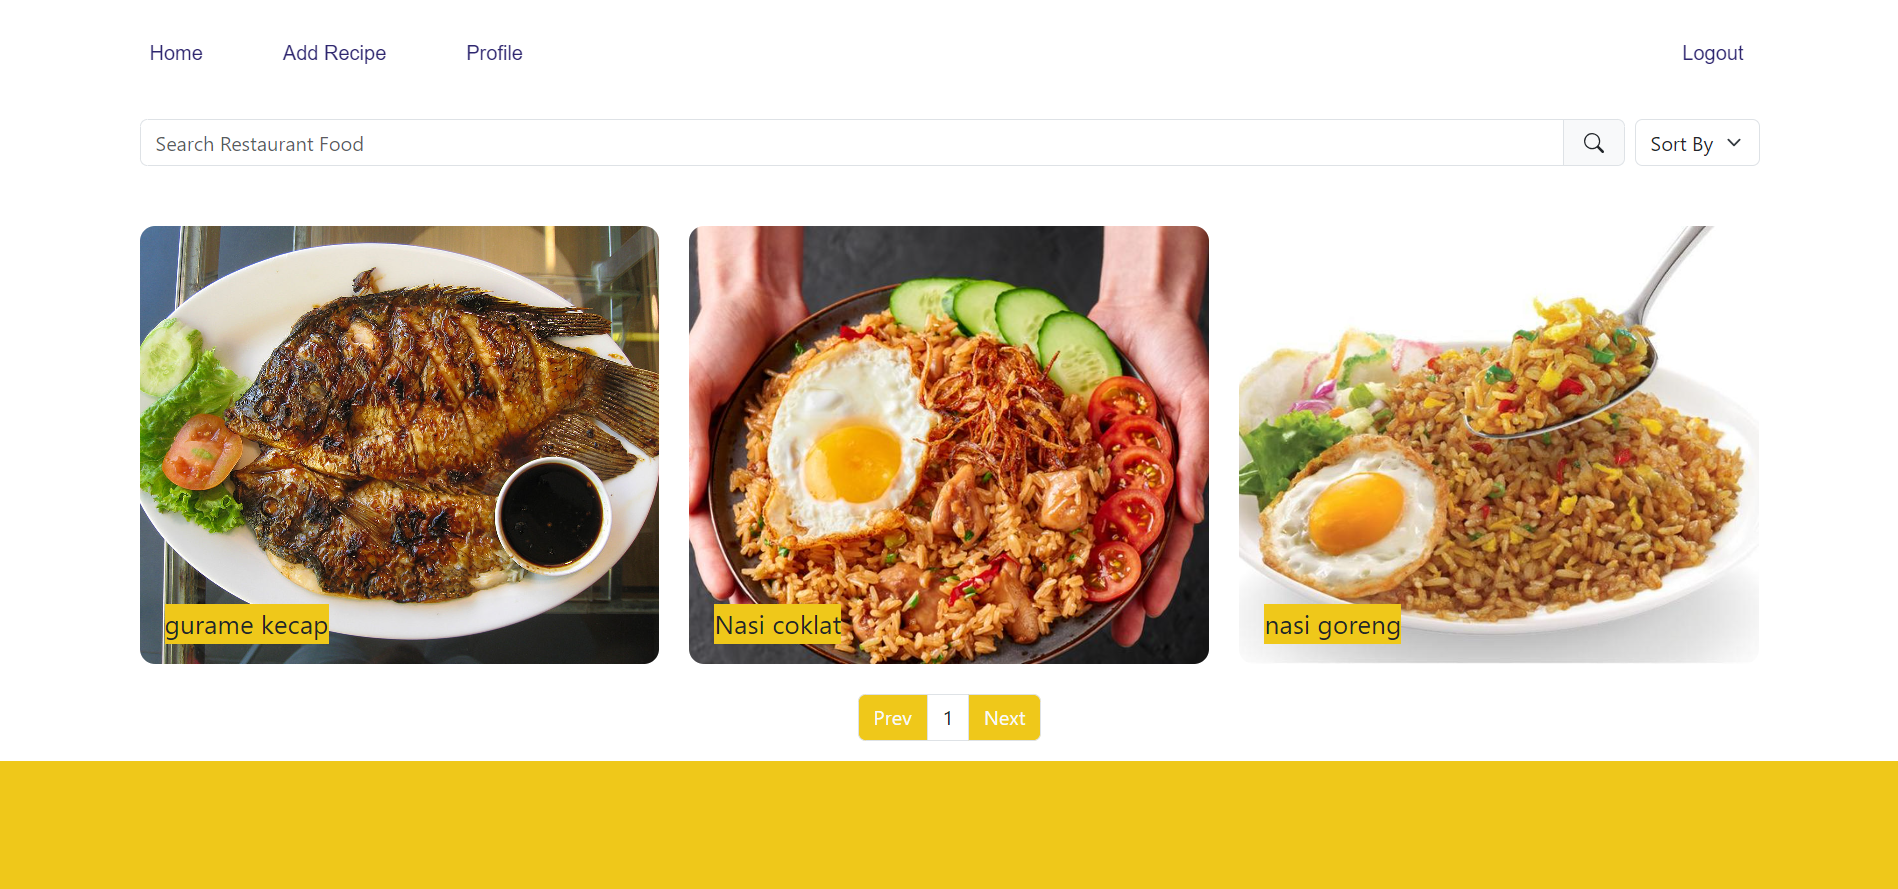 Home Add Recipe Profile Logout
Search Restaurant Food Sort By
gurame kecap Nasi coklat nasi goreng
Prev 1 Next